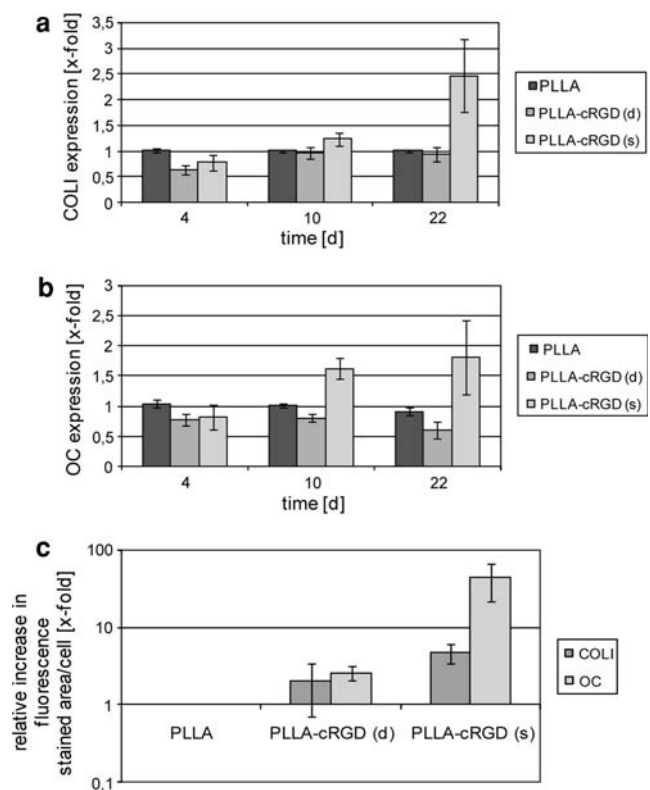 a
COLI expression [x-fold]
3,5
3
2,5
2
1,5
1
0,5
0
4 10 22
time [d]
PLLA
PLLA-cRGD (d)
PLLA-cRGD (s)
b
OC expression [x-fold]
3
2,5
2
1,5
1
0,5
0
4 10 22
time [d]
PLLA
PLLA-cRGD (d)
PLLA-cRGD (s)
c
relative increase in
fluorescence
stained area/cell [x-fold]
100
10
1
0.1
PLLA PLLA-cRGD (d) PLLA-cRGD (s)
COLI
OC